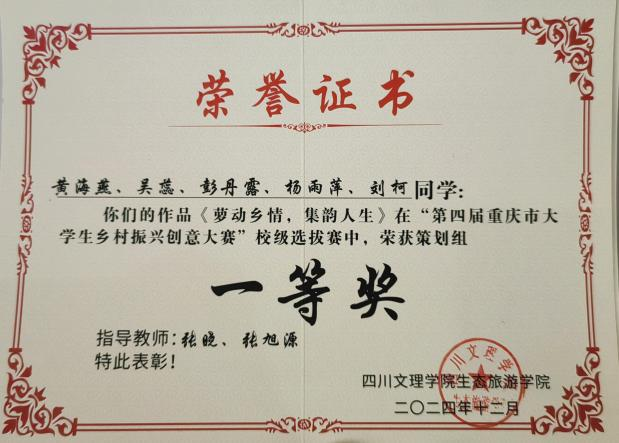 荣誉证书
黄海燕、吴蕊、彭丹露、杨雨萍、刘柯同学：
你们的作品《萝动乡情，集韵人生》在“第四届重庆市大
学生乡村振兴创意大赛”校级选拔赛中，荣获策划组
一等奖
指导教师：张晓、张旭源
特此表彰！
四川文理学院生态旅游学院
二〇二四年十二月